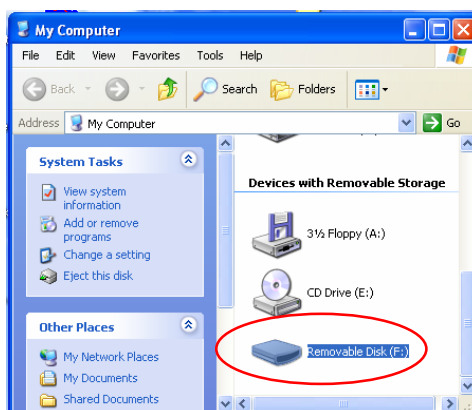 My Computer
File Edit View Favorites Tools Help
Back Search Folders
Address My Computer Go
System Tasks
View system
information
Add or remove
programs
Change a setting
Eject this disk
Other Places
My Network Places
My Documents
Shared Documents
Devices with Removable Storage
3½ Floppy (A:)
CD Drive (E:)
Removable Disk (F:)